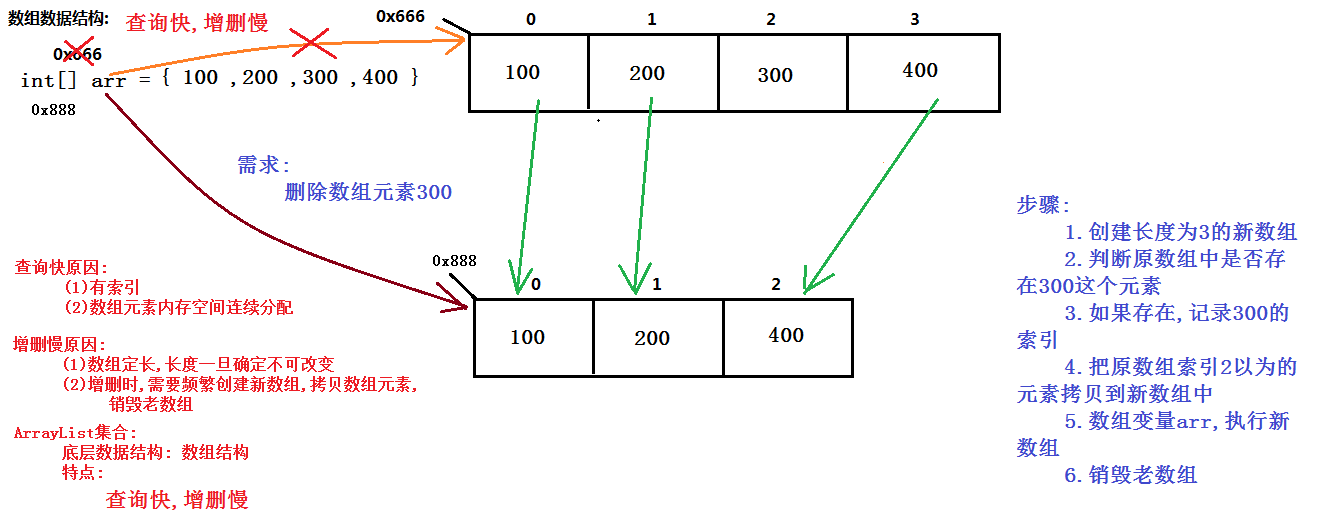 数组数据结构:
查询快,增删慢
0x666
0 1 2 3
0x666
int[] arr = { 100 ,200 ,300 ,400 }
100 200 300 400
0x888
需求:
删除数组元素300
0x888
0 1 2
100 200 400
查询快原因:
(1)有索引
(2)数组元素内存空间连续分配
增删慢原因:
(1)数组定长,长度一旦确定不可改变
(2)增删时,需要频繁创建新数组,拷贝数组元素,
销毁老数组
ArrayList集合:
底层数据结构: 数组结构
特点:
查询快,增删慢
步骤:
1.创建长度为3的新数组
2.判断原数组中是否存
在300这个元素
3.如果存在,记录300的
索引
4.把原数组索引2以为的
元素拷贝到新数组中
5.数组变量arr,执行新
数组
6.销毁老数组